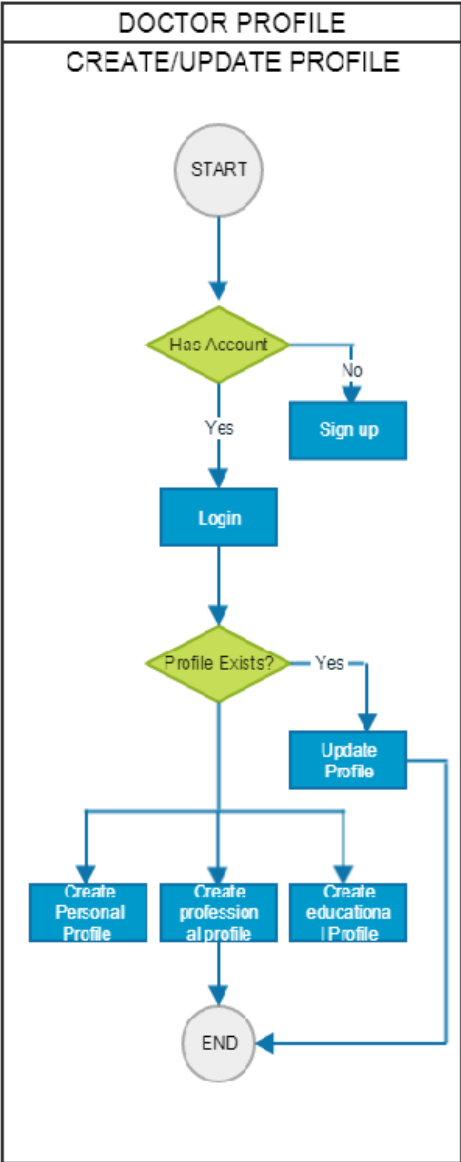 DOCTOR PROFILE
CREATE/UPDATE PROFILE
START
Has Account
No
Yes
Sign up
Login
Profile Exists?
Yes
Update
Profile
Create
Personal
Profile
Create
profession
al profile
Create
educationa
l Profile
END